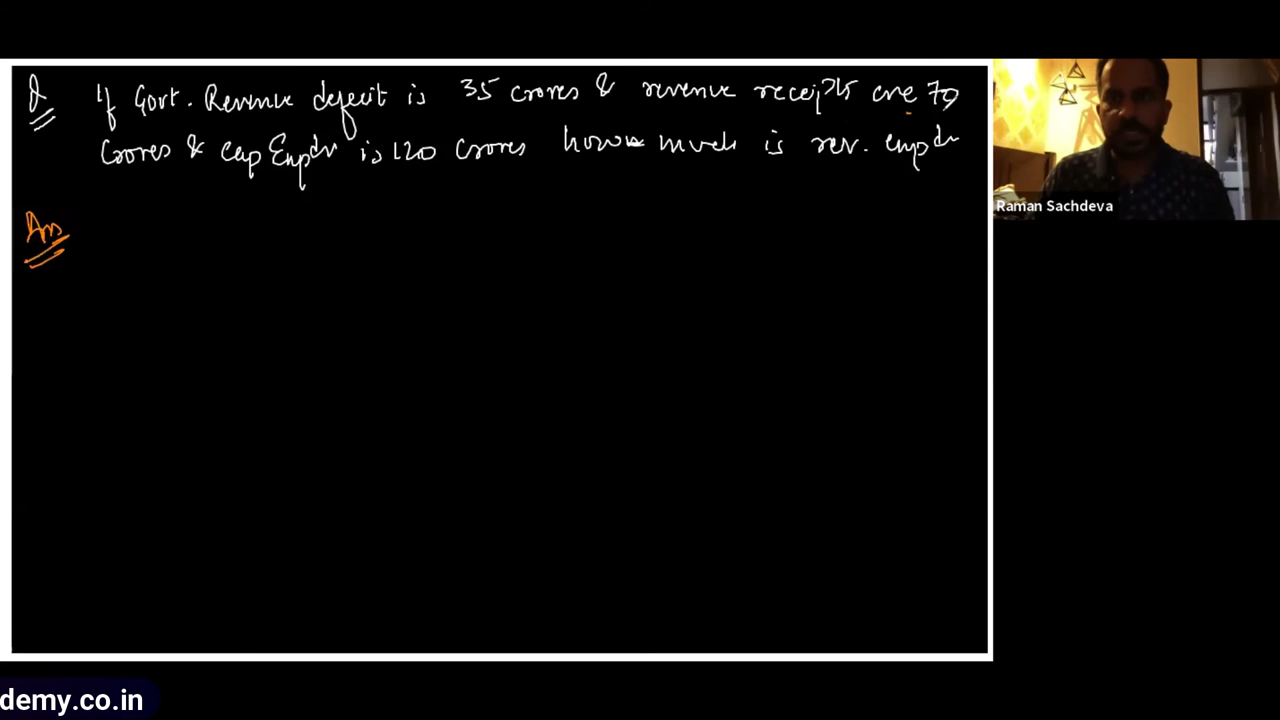 Q If Govt. Revenue deficit is 35 crores & revenue receipts are 70
Crores & Cap Expdr is 120 crores how much is rev. expdr
Ans
Raman Sachdeva
demy.co.in